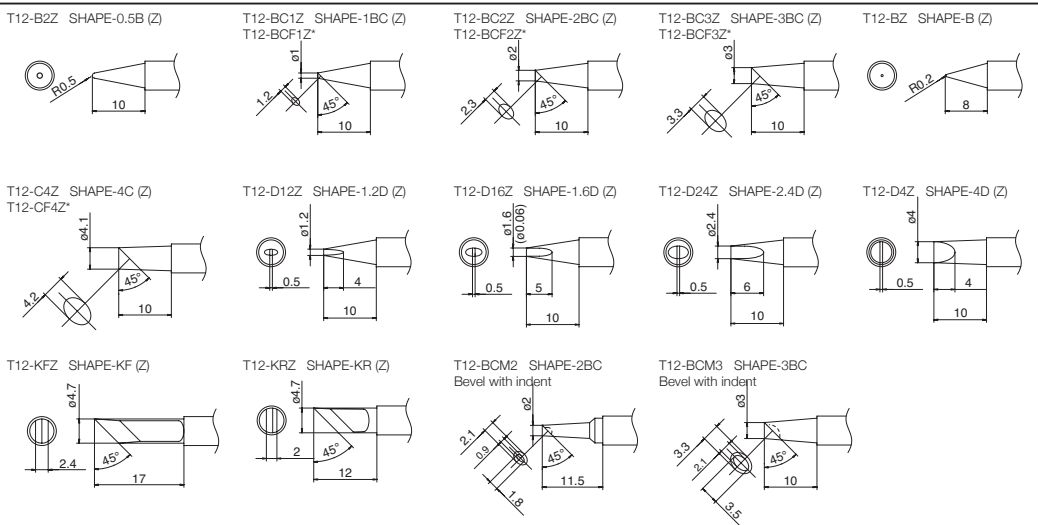 T12-B2Z SHAPE-0.5B (Z)
R0.5
10
T12-BC1Z SHAPE-1BC (Z)
T12-BCF1Z*
ø1
1.2
45°
10
T12-BC2Z SHAPE-2BC (Z)
T12-BCF2Z*
ø2
2.3
45°
10
T12-BC3Z SHAPE-3BC (Z)
T12-BCF3Z*
ø3
3.3
45°
10
T12-BZ SHAPE-B (Z)
R0.2
8
T12-C4Z SHAPE-4C (Z)
T12-CF4Z*
ø4.1
4.2
45°
10
T12-D12Z SHAPE-1.2D (Z)
ø1.2
0.5
4
10
T12-D16Z SHAPE-1.6D (Z)
ø1.6
(ø0.06)
0.5
5
10
T12-D24Z SHAPE-2.4D (Z)
ø2.4
0.5
6
10
T12-D4Z SHAPE-4D (Z)
ø4
0.5
4
10
T12-KFZ SHAPE-KF (Z)
ø4.7
2.4
45°
17
T12-KRZ SHAPE-KR (Z)
ø4.7
2
45°
12
T12-BCM2 SHAPE-2BC
Bevel with indent
ø2
2.1
0.9
45°
11.5
1.8
T12-BCM3 SHAPE-3BC
Bevel with indent
ø3
3.3
2.1
45°
10
3.5